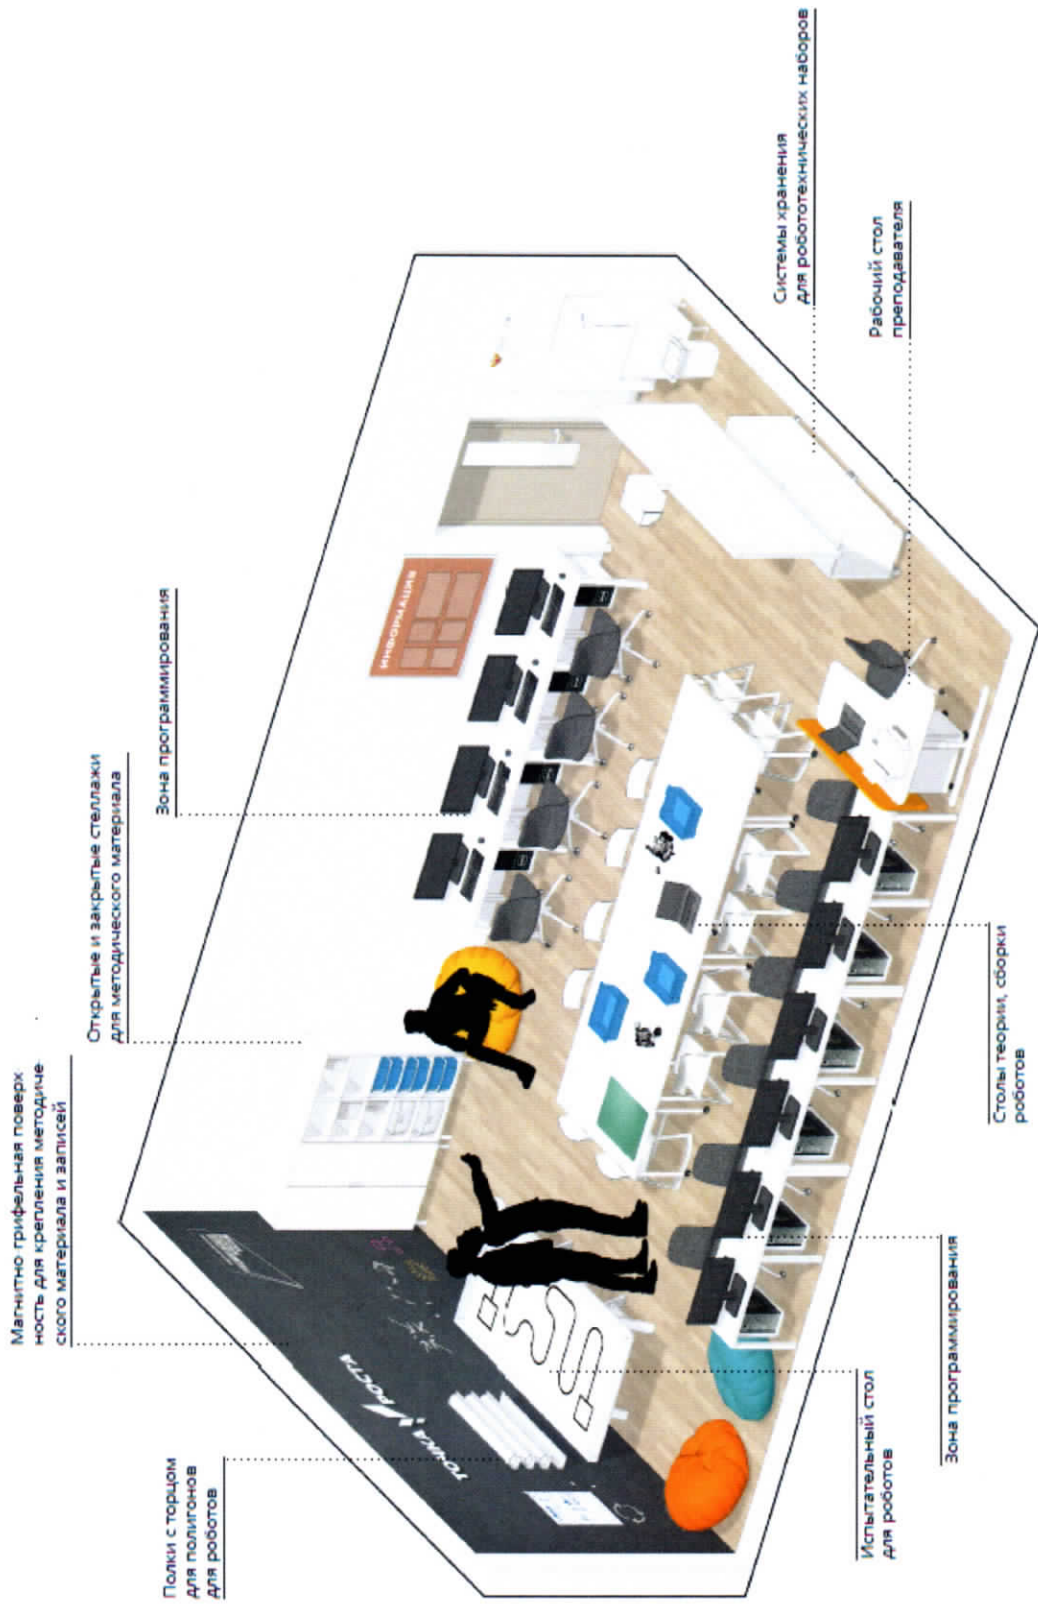 Полки с торцом
для полигонов
для роботов
Магнитно грифельная поверх
ность для крепления методиче
ского материала и записей
Открытые и закрытые стеллажи
для методического материала
Зона программирования
ТОЧКА РОСТА
ИНФОРМАЦИЯ
Испытательный стол
для роботов
Зона программирования
Столы теории, сборки
роботов
Рабочий стол
преподавателя
Системы хранения
для робототехнических наборов